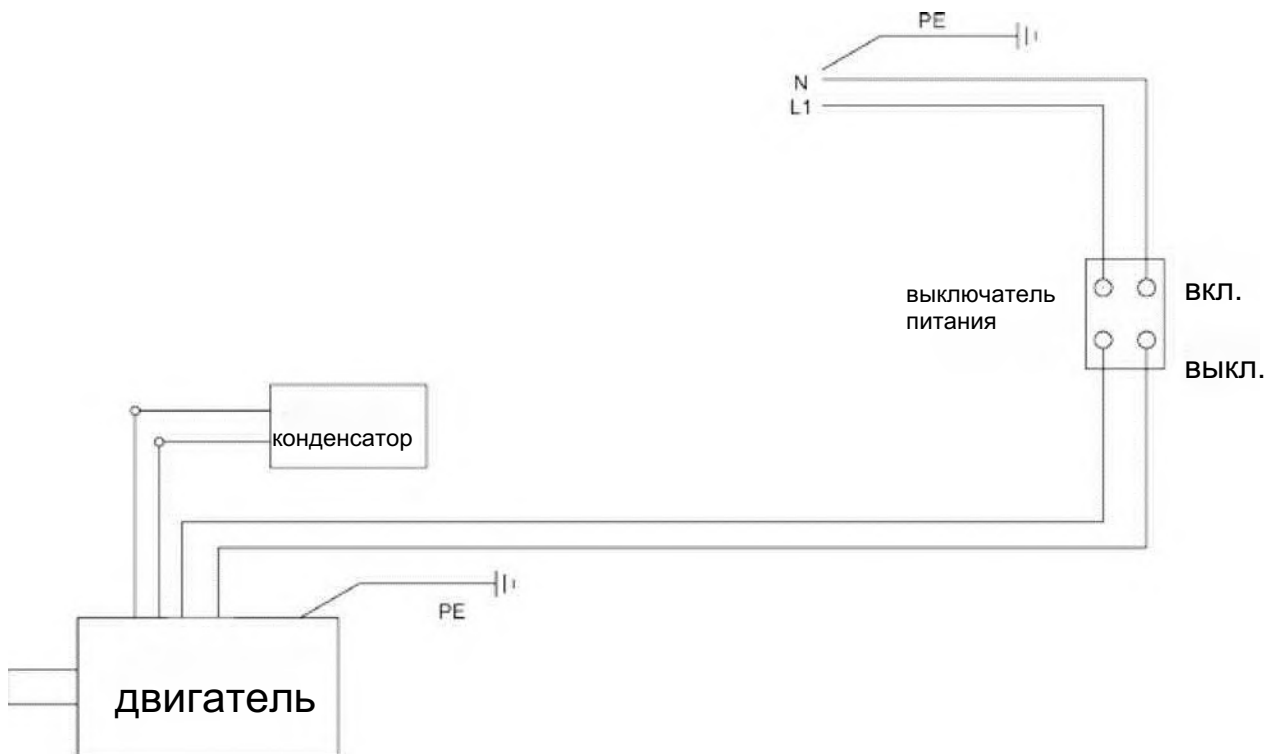 PE
N
L1
выключатель
питания
вкл.
выкл.
конденсатор
PE
двигатель